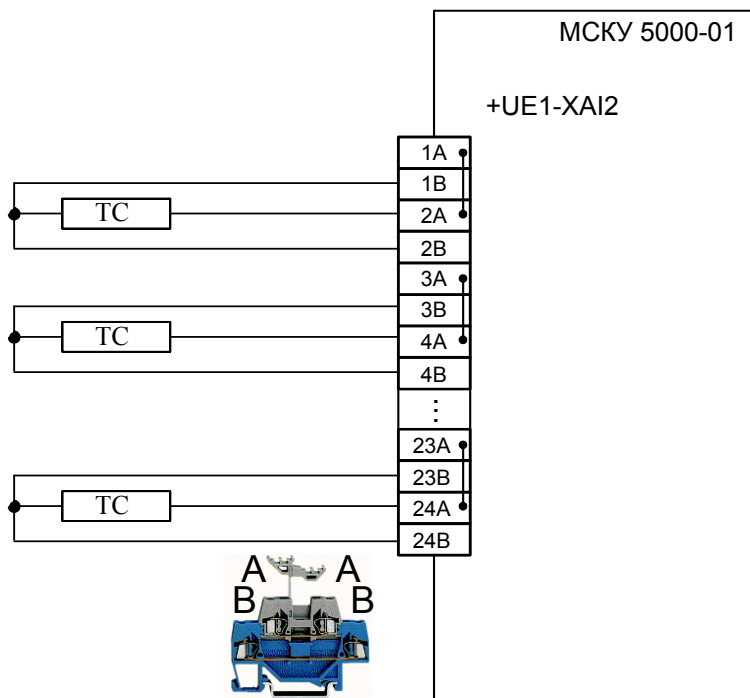 МСКУ 5000-01
+UE1-XAI2
1A
1B
TC
2A
2B
3A
3B
TC
4A
4B
⋮
23A
23B
TC
24A
24B
A A
B B